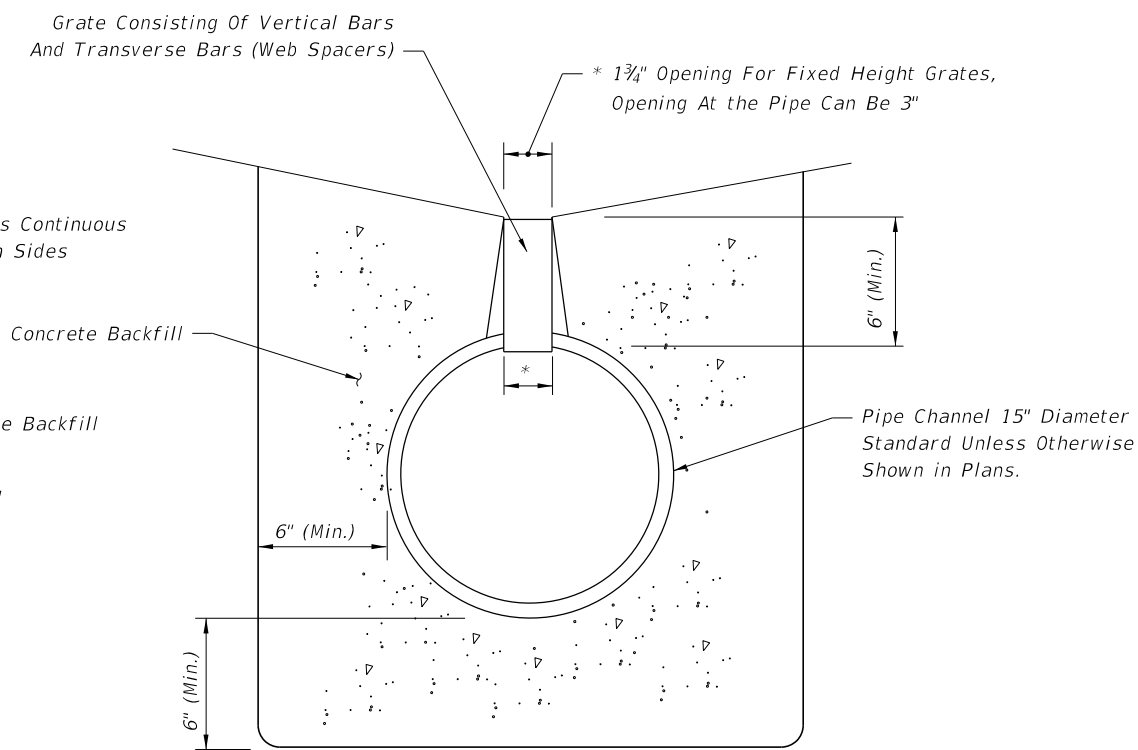 Grate Consisting Of Vertical Bars
And Transverse Bars (Web Spacers)
* 1¾" Opening For Fixed Height Grates,
Opening At the Pipe Can Be 3"
s Continuous
Sides
6" (Min.)
Concrete Backfill
*
e Backfill
Pipe Channel 15" Diameter
Standard Unless Otherwise
Shown in Plans.
6" (Min.)
6" (Min.)